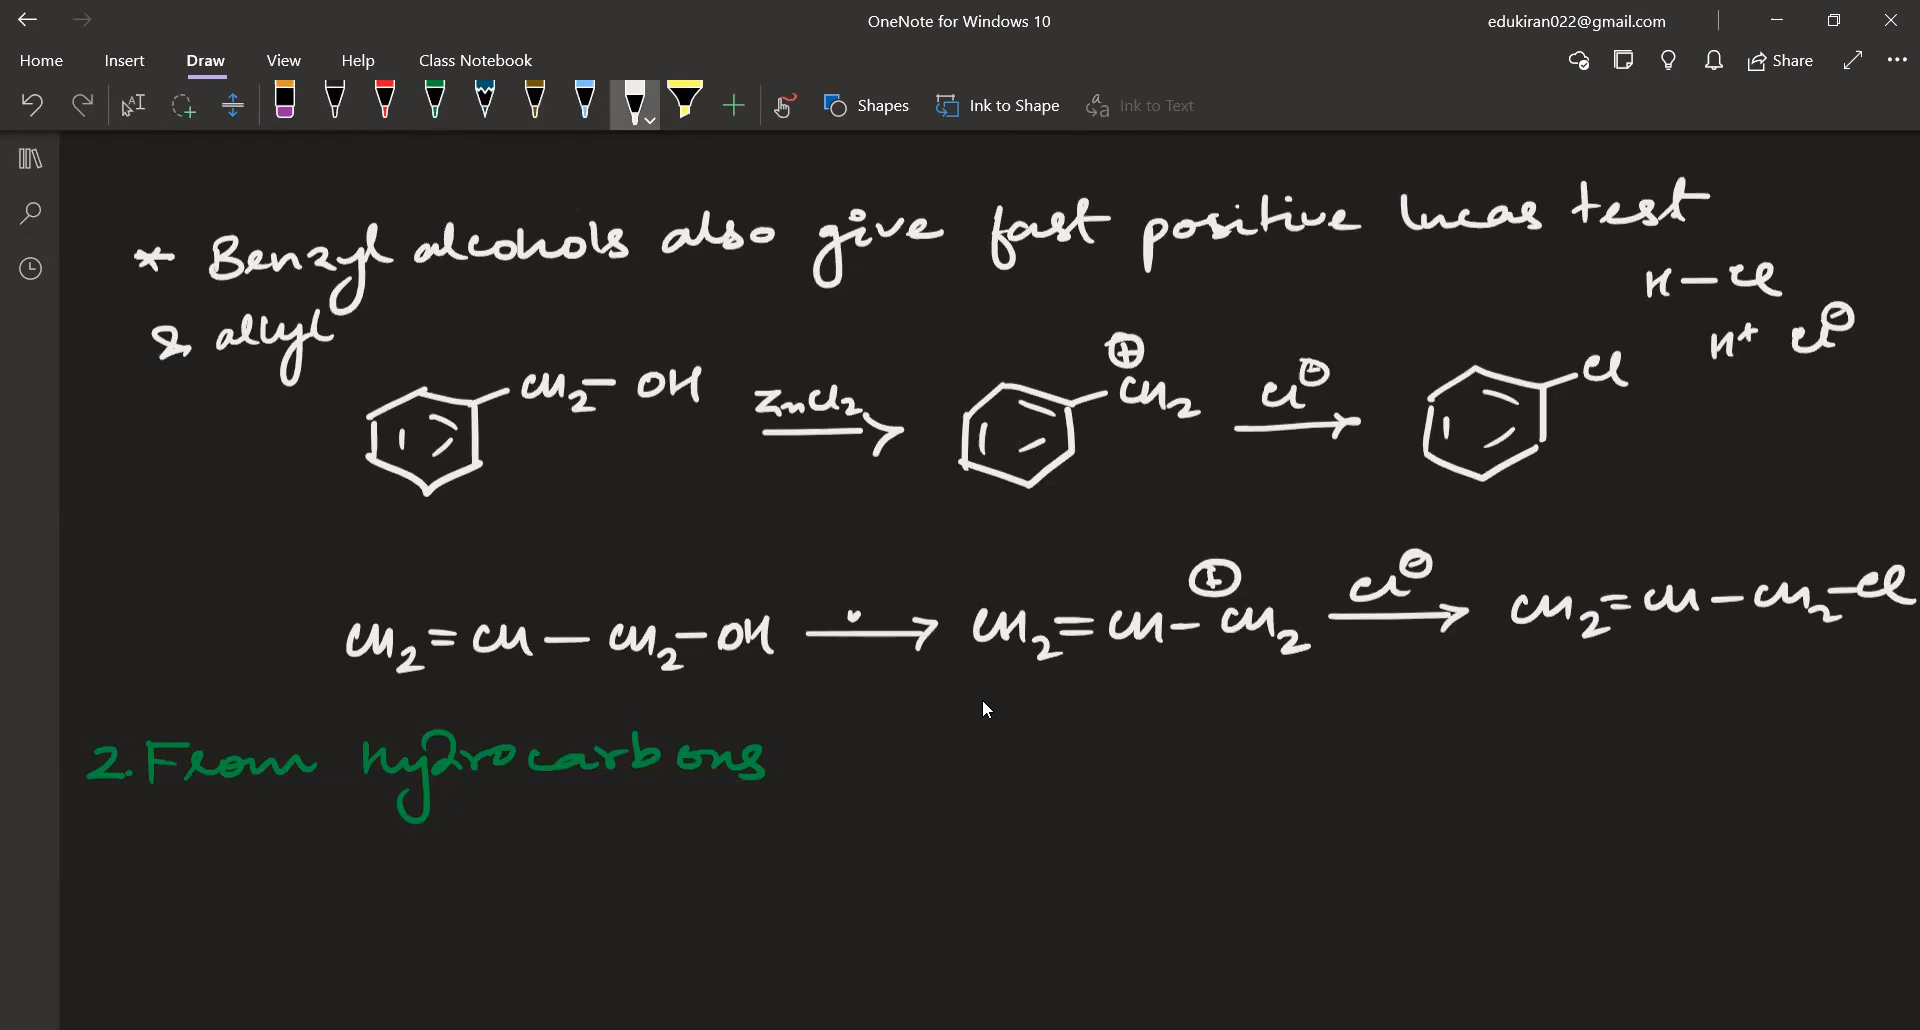 OneNote for Windows 10
edukiran022@gmail.com
Home Insert Draw View Help Class Notebook Share
Shapes Ink to Shape Ink to Text
* Benzyl alcohols also give fast positive lucas test
& allyl
H — Cl
H⁺ Cl⊖
CH₂ — OH ZnCl₂ ⊕CH₂ Cl⊖ Cl
CH₂ = CH — CH₂ — OH CH₂ = CH – ⊕CH₂ Cl⊖ CH₂ = CH – CH₂ – Cl
2. From hydrocarbons